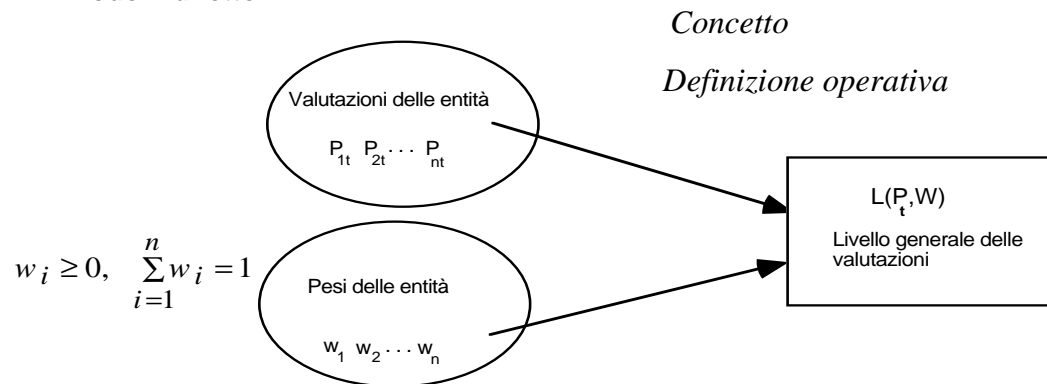 Concetto
Definizione operativa
Valutazioni delle entità
P1t P2t ··· Pnt
L(Pt,W)
Livello generale delle
valutazioni
wi ≥ 0, n∑i=1 wi = 1
Pesi delle entità
w1 w2 ··· wn